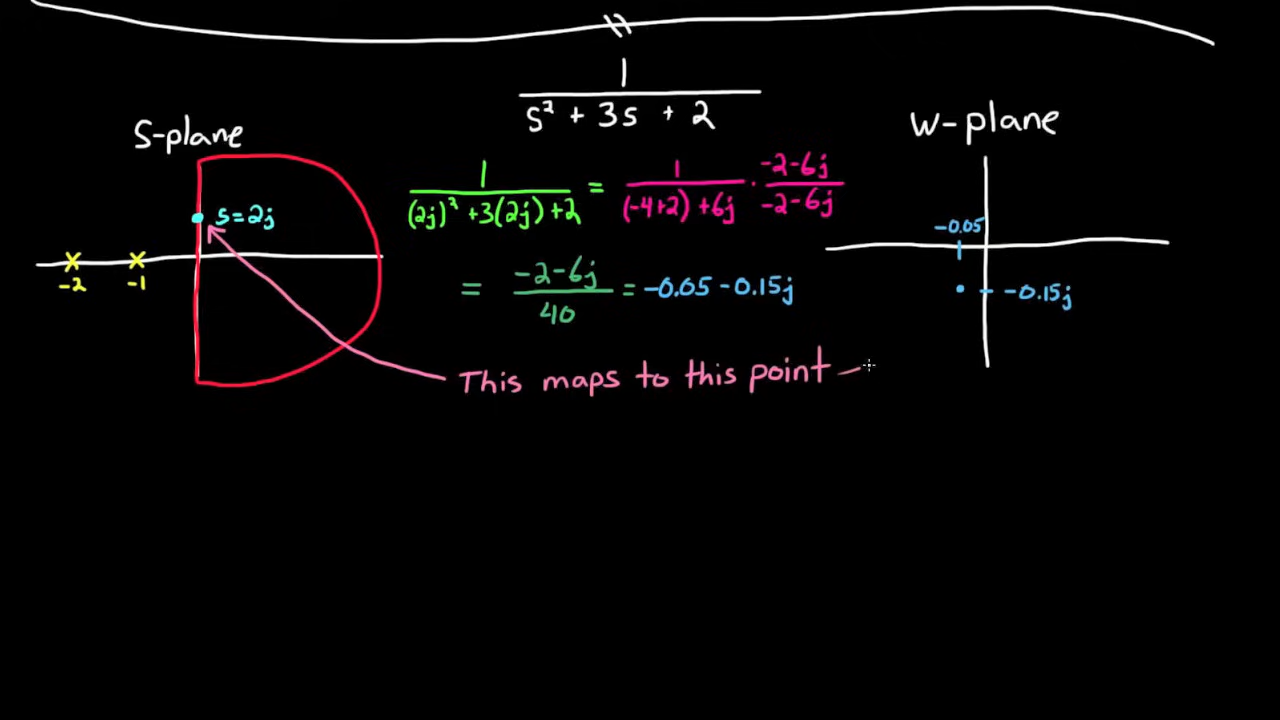 1
s² + 3s + 2
S-plane
w-plane
s=2j
-2
-1
1 / ((2j)² + 3(2j) + 2) = 1 / ((-4+2) + 6j) · (-2-6j) / (-2-6j)
= (-2-6j) / 40 = -0.05 - 0.15j
-0.05
-0.15j
This maps to this point